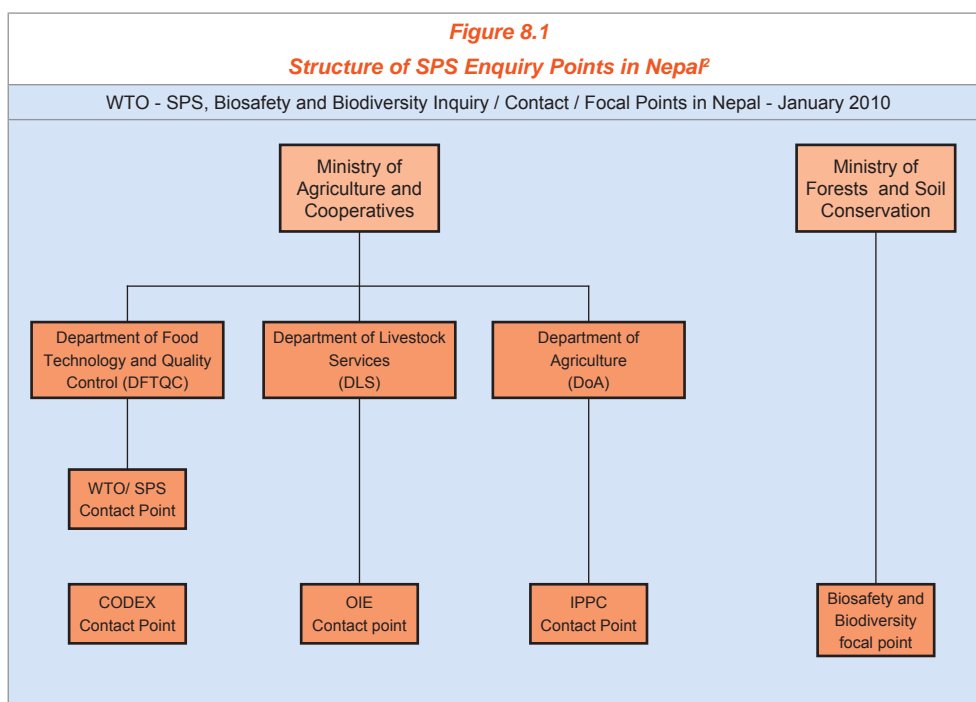 Figure 8.1
Structure of SPS Enquiry Points in Nepal²
WTO - SPS, Biosafety and Biodiversity Inquiry / Contact / Focal Points in Nepal - January 2010
Ministry of
Agriculture and
Cooperatives
Ministry of
Forests and Soil
Conservation
Department of Food
Technology and Quality
Control (DFTQC)
Department of Livestock
Services
(DLS)
Department of
Agriculture
(DoA)
WTO/ SPS
Contact Point
CODEX
Contact Point
OIE
Contact point
IPPC
Contact Point
Biosafety and
Biodiversity
focal point